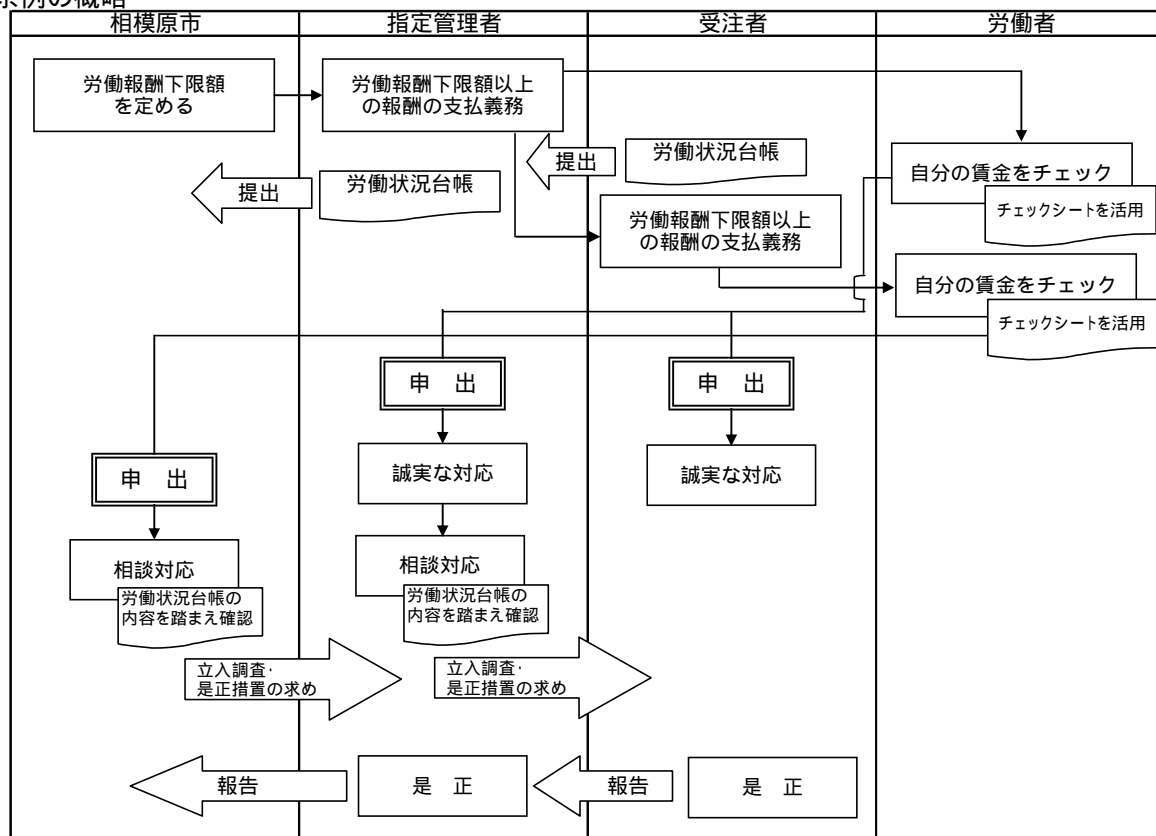 条例の概略
相模原市
指定管理者
受注者
労働者
労働報酬下限額
を定める
労働報酬下限額以上
の報酬の支払義務
提出
労働状況台帳
自分の賃金をチェック
チェックシートを活用
提出
労働状況台帳
労働報酬下限額以上
の報酬の支払義務
自分の賃金をチェック
チェックシートを活用
申 出
申 出
誠実な対応
誠実な対応
申 出
相談対応
労働状況台帳の
内容を踏まえ確認
相談対応
労働状況台帳の
内容を踏まえ確認
立入調査・
是正措置の求め
立入調査・
是正措置の求め
報告
是 正
報告
是 正